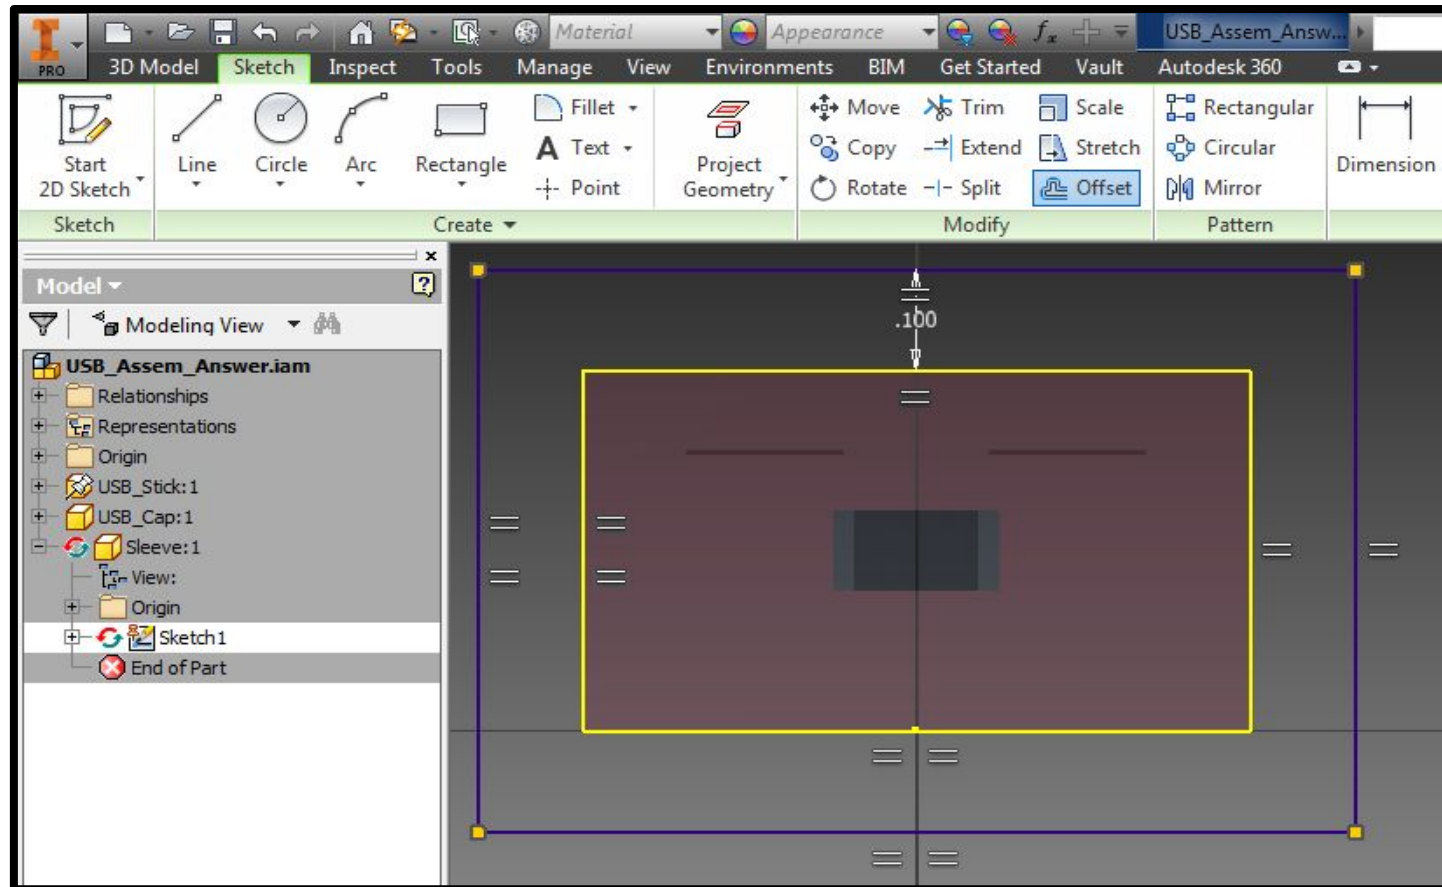 PRO
Material
Appearance
fx
USB_Assem_Answ...
3D Model Sketch Inspect Tools Manage View Environments BIM Get Started Vault Autodesk 360
Start
2D Sketch
Line
Circle
Arc
Rectangle
Fillet
A Text
Point
Project
Geometry
Move
Copy
Rotate
Trim
Extend
Split
Scale
Stretch
Offset
Rectangular
Circular
Mirror
Dimension
Sketch
Create
Modify
Pattern
x
Model
?
Modeling View
USB_Assem_Answer.iam
Relationships
Representations
Origin
USB_Stick:1
USB_Cap:1
Sleeve:1
View:
Origin
Sketch1
End of Part
.100